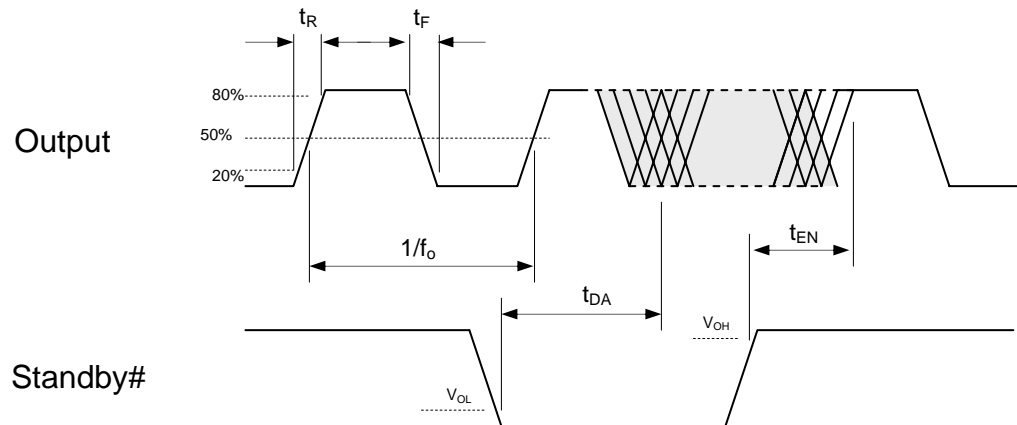 tR tF
80%
Output
50%
20%
1/fo
tEN
tDA
VOH
Standby#
VOL